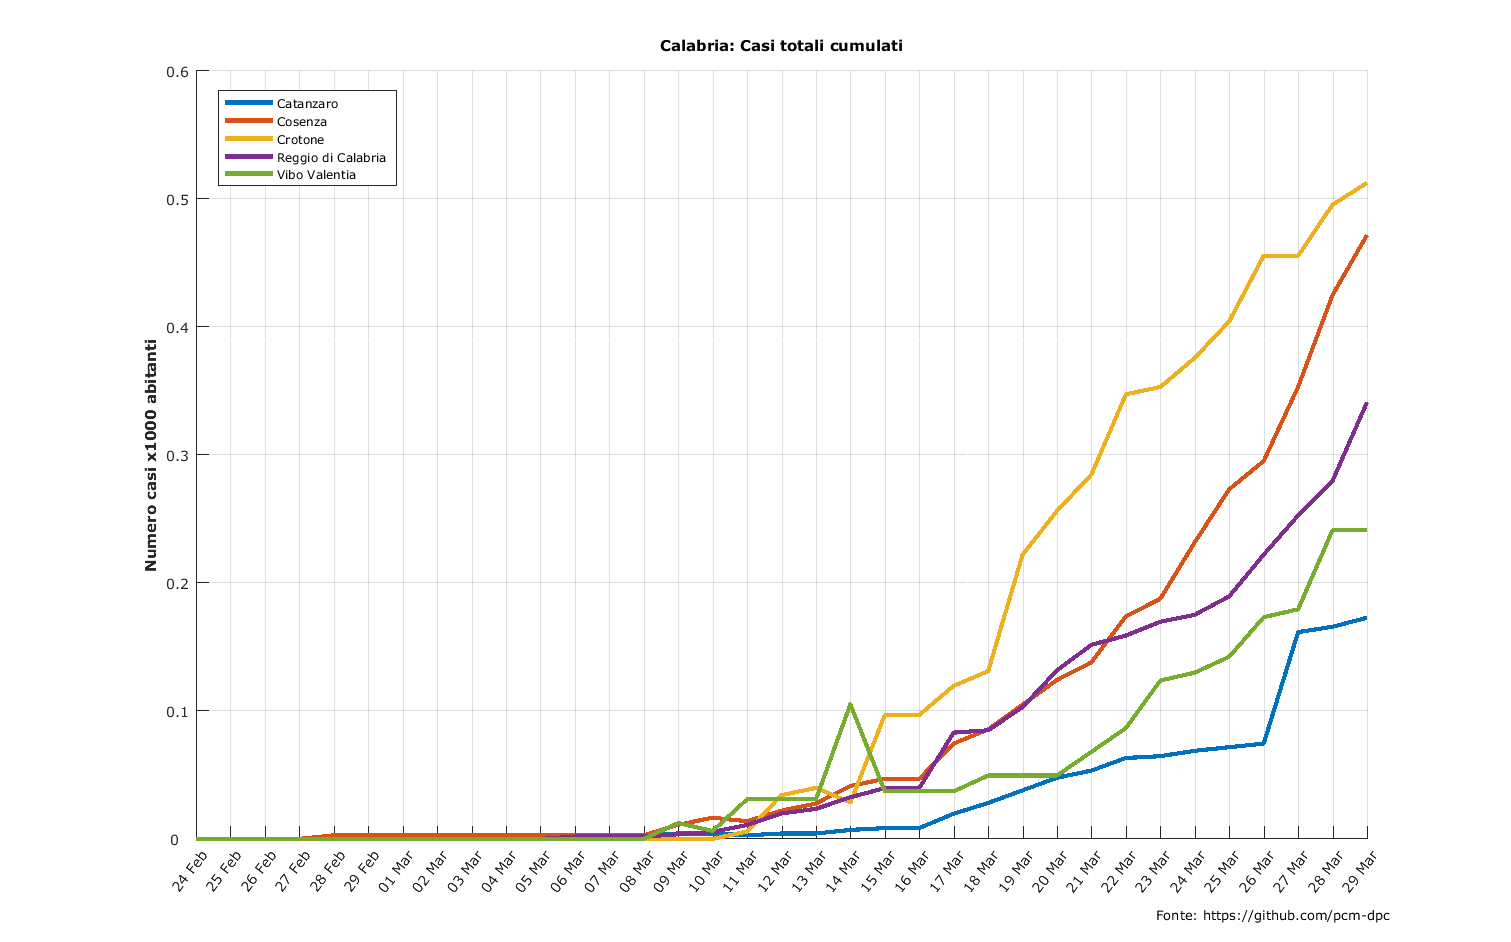 Calabria: Casi totali cumulati
0.6
0.5
0.4
0.3
0.2
0.1
0
Numero casi x1000 abitanti
Catanzaro
Cosenza
Crotone
Reggio di Calabria
Vibo Valentia
24 Feb
25 Feb
26 Feb
27 Feb
28 Feb
29 Feb
01 Mar
02 Mar
03 Mar
04 Mar
05 Mar
06 Mar
07 Mar
08 Mar
09 Mar
10 Mar
11 Mar
12 Mar
13 Mar
14 Mar
15 Mar
16 Mar
17 Mar
18 Mar
19 Mar
20 Mar
21 Mar
22 Mar
23 Mar
24 Mar
25 Mar
26 Mar
27 Mar
28 Mar
29 Mar
Fonte: https://github.com/pcm-dpc